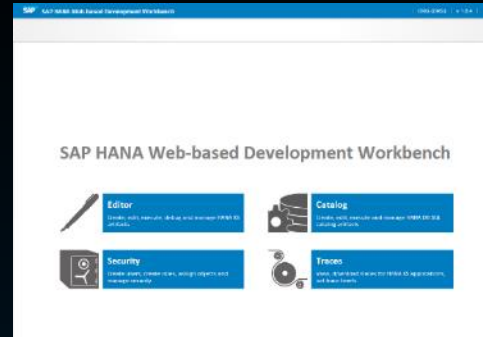 SAP SAP HANA Web-based Development Workbench
SAP HANA Web-based Development Workbench
Editor
Create, edit, execute, debug and manage HANA XS
artifacts.
Catalog
Create, edit, execute and manage HANA DB SQL
catalog artifacts.
Security
Create users, create roles, assign objects and
manage security.
Traces
View, download traces for HANA XS applications,
set trace levels.